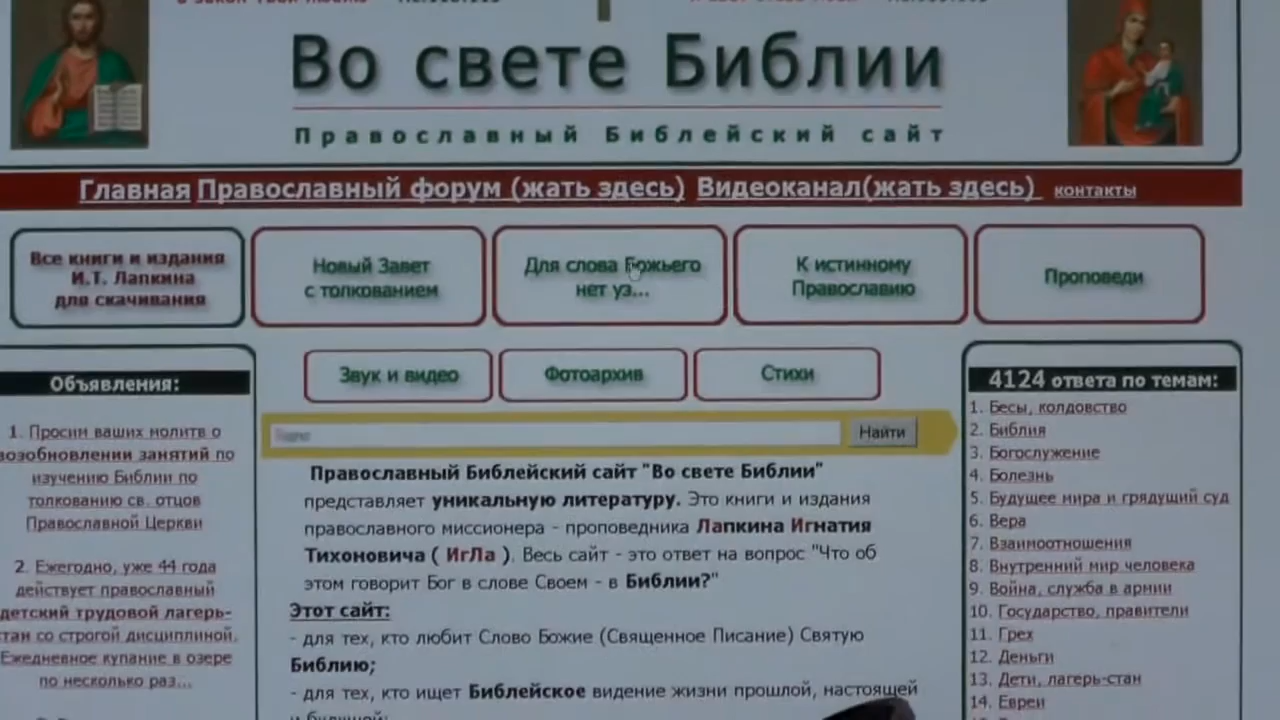 Во свете Библии
Православный Библейский сайт
Главная Православный форум (жать здесь) Видеоканал(жать здесь) контакты
Все книги и издания
И.Т. Лапкина
для скачивания
Новый Завет
с толкованием
Для слова Божьего
нет уз...
К истинному
Православию
Проповеди
Звук и видео
Фотоархив
Стихи
Объявления:
1. Просим ваших молитв о
возобновлении занятий по
изучению Библии по
толкованию св. отцов
Православной Церкви
2. Ежегодно, уже 44 года
действует православный
детский трудовой лагерь-
стан со строгой дисциплиной.
Ежедневное купание в озере
по несколько раз...
Найти
Православный Библейский сайт "Во свете Библии"
представляет уникальную литературу. Это книги и издания
православного миссионера - проповедника Лапкина Игнатия
Тихоновича ( ИгЛа ). Весь сайт - это ответ на вопрос "Что об
этом говорит Бог в слове Своем - в Библии?"
Этот сайт:
- для тех, кто любит Слово Божие (Священное Писание) Святую
Библию;
- для тех, кто ищет Библейское видение жизни прошлой, настоящей
4124 ответа по темам:
1. Бесы, колдовство
2. Библия
3. Богослужение
4. Болезнь
5. Будущее мира и грядущий суд
6. Вера
7. Взаимоотношения
8. Внутренний мир человека
9. Война, служба в армии
10. Государство, правители
11. Грех
12. Деньги
13. Дети, лагерь-стан
14. Евреи